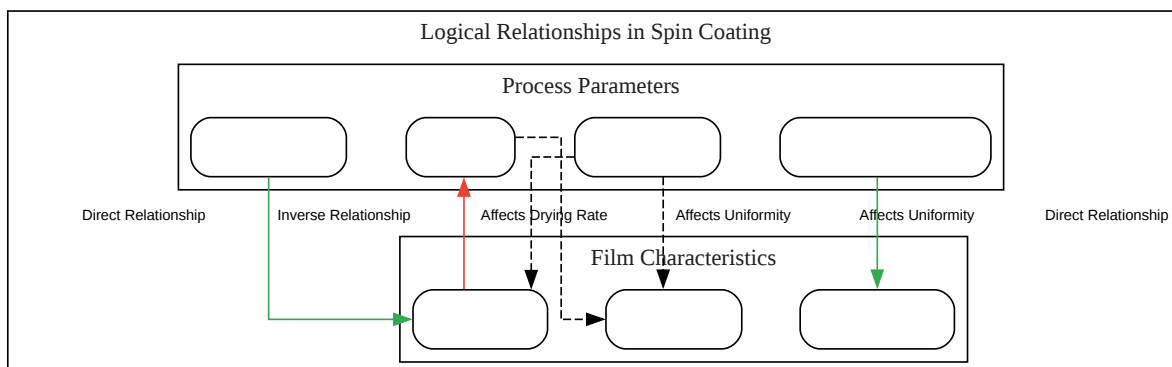 Logical Relationships in Spin Coating
Process Parameters
Direct Relationship
Inverse Relationship
Affects Drying Rate
Affects Uniformity
Affects Uniformity
Direct Relationship
Film Characteristics